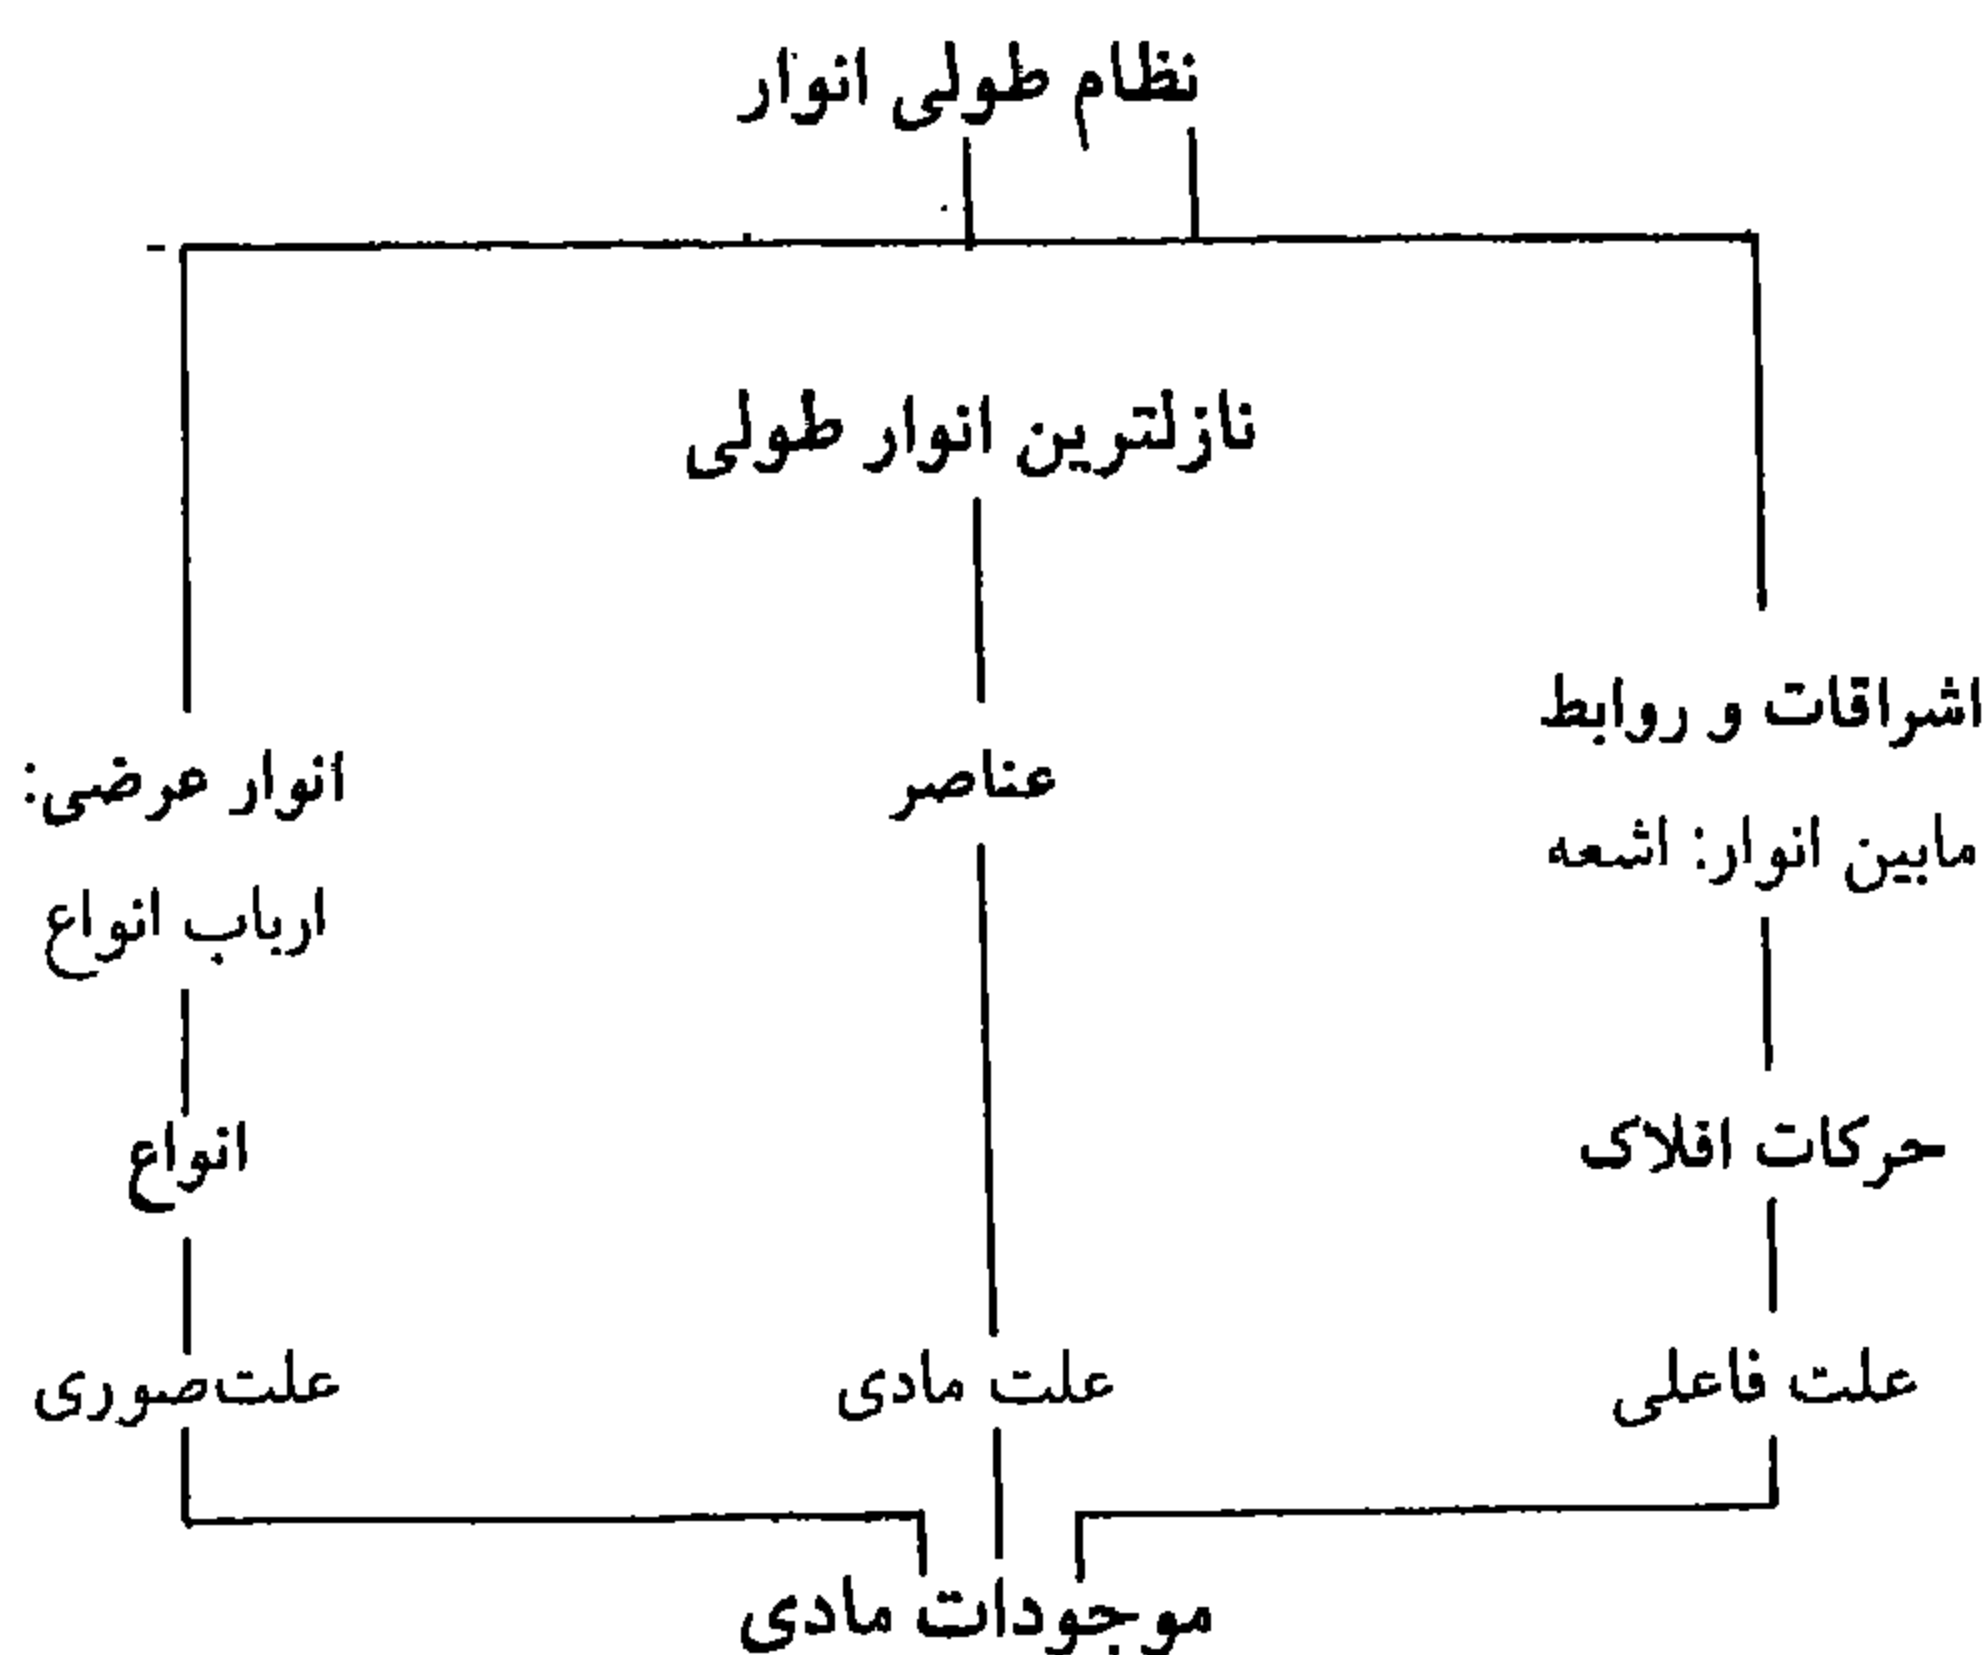 نظام طولی انوار
نازلترین انوار طولی
اشراقات و روابط
مابین انوار: اشعه
حرکات افلاک
علت فاعلی
عناصر
علت مادی
انوار عرضی:
ارباب انواع
انواع
علت صوری
موجودات مادی